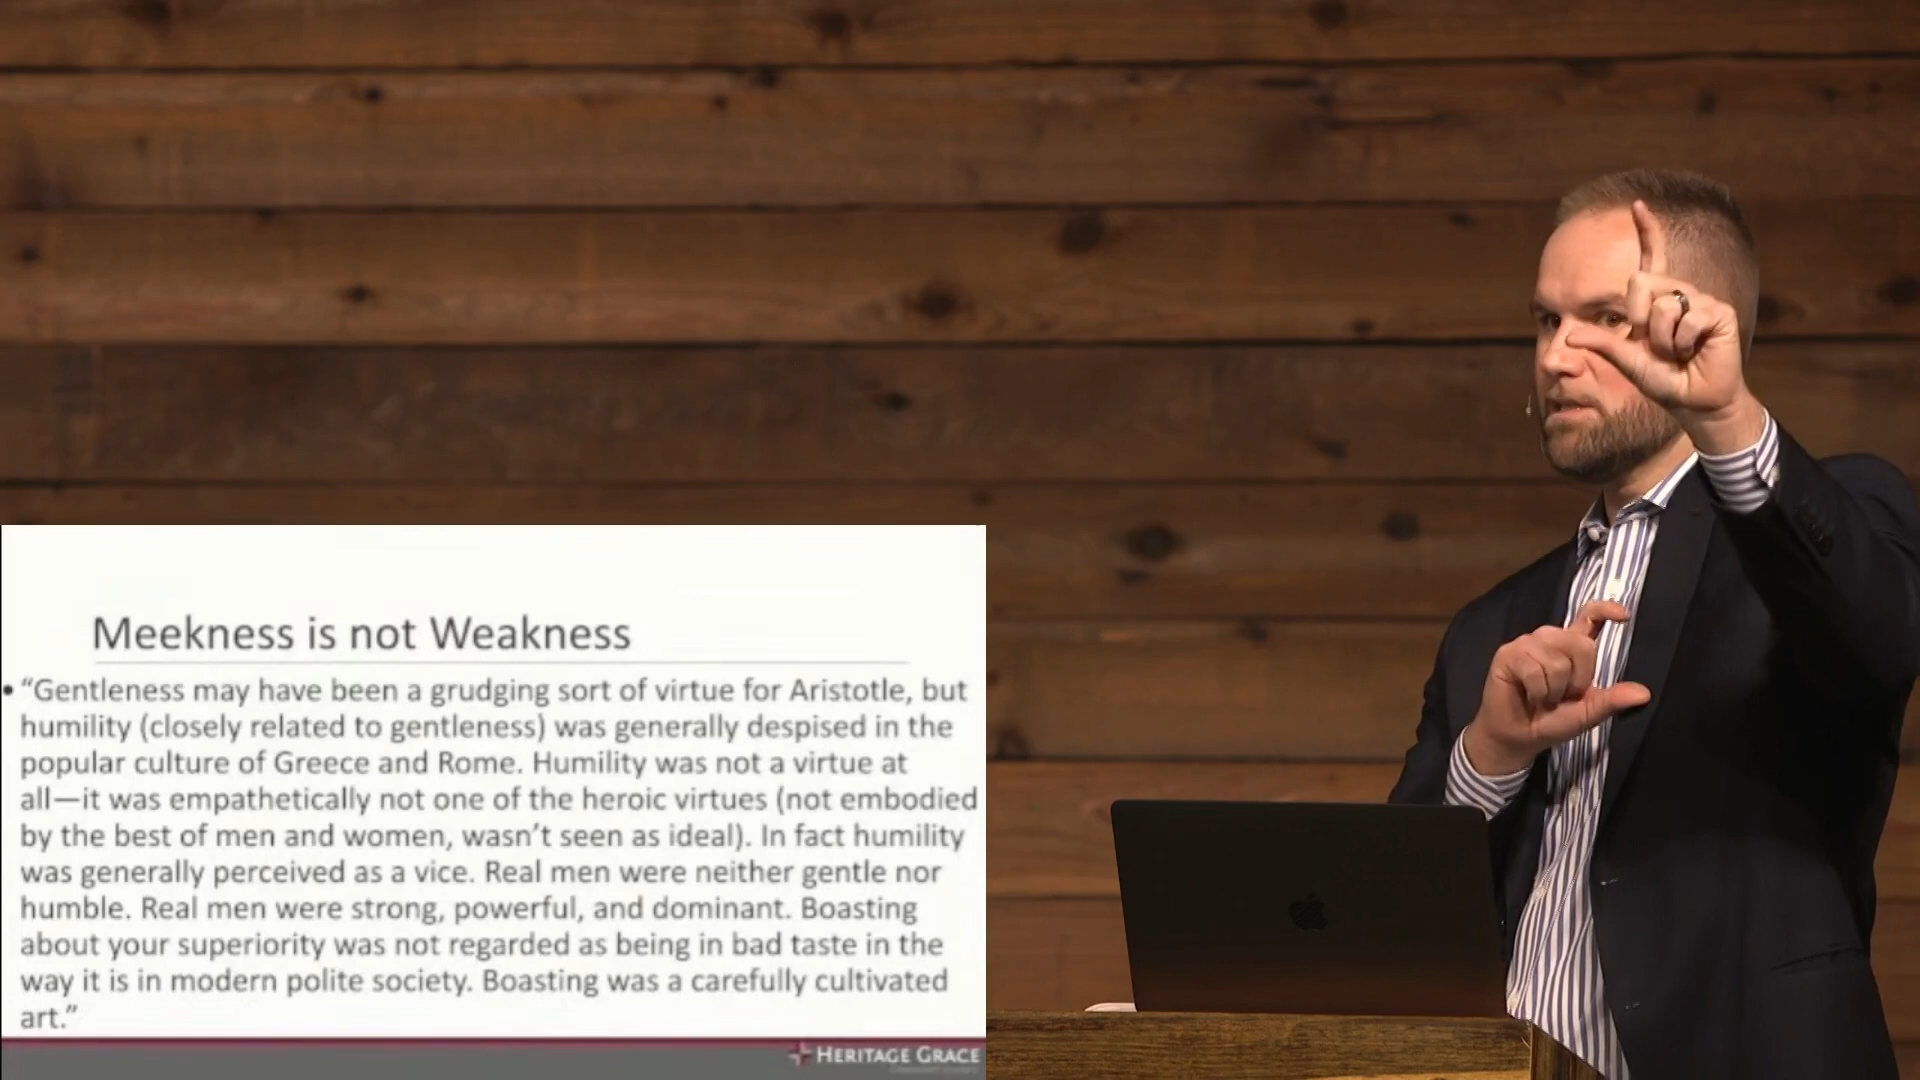 Meekness is not Weakness
• “Gentleness may have been a grudging sort of virtue for Aristotle, but
humility (closely related to gentleness) was generally despised in the
popular culture of Greece and Rome. Humility was not a virtue at
all—it was empathetically not one of the heroic virtues (not embodied
by the best of men and women, wasn’t seen as ideal). In fact humility
was generally perceived as a vice. Real men were neither gentle nor
humble. Real men were strong, powerful, and dominant. Boasting
about your superiority was not regarded as being in bad taste in the
way it is in modern polite society. Boasting was a carefully cultivated
art.”
HERITAGE GRACE